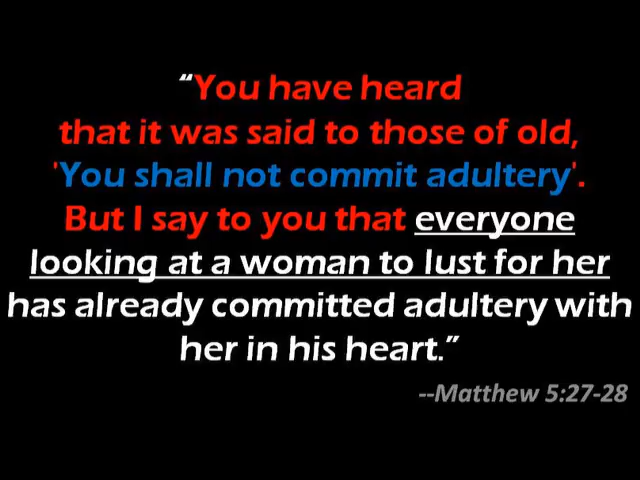 “You have heard
that it was said to those of old,
'You shall not commit adultery'.
But I say to you that everyone
looking at a woman to lust for her
has already committed adultery with
her in his heart.”
--Matthew 5:27-28